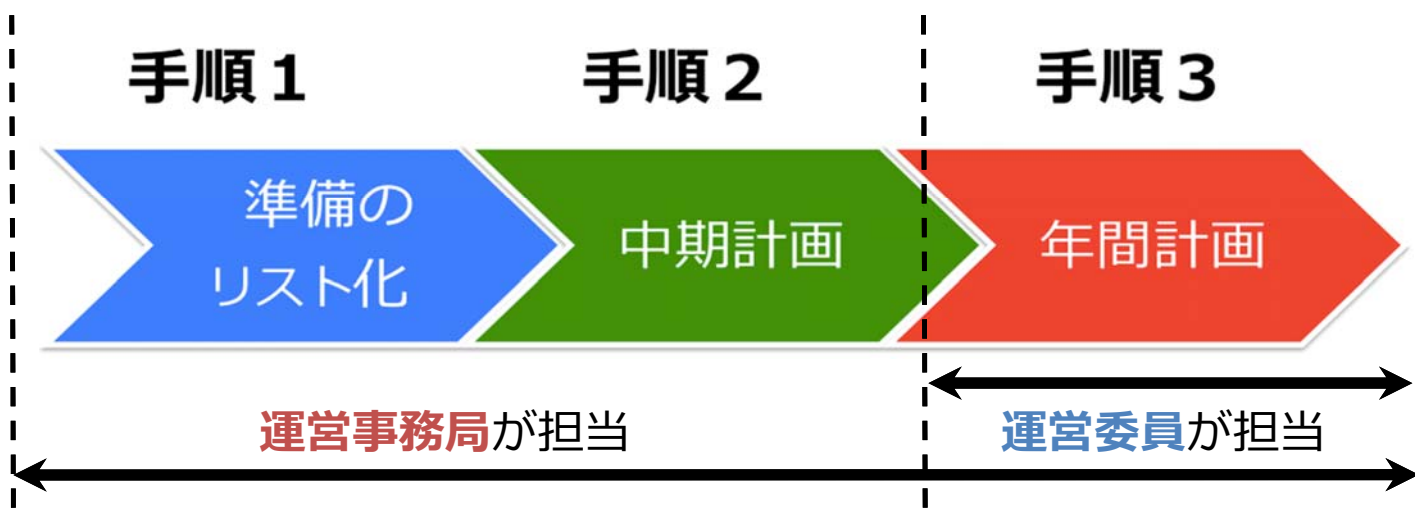 手順１
手順２
手順３
準備の
リスト化
中期計画
年間計画
運営事務局が担当
運営委員が担当